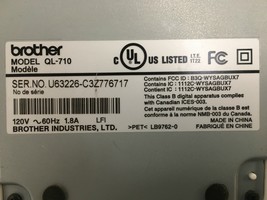 brother
MODEL QL-710
Modèle
C UL US LISTED I.T.E.
E117722
SER.NO. U63226-C3Z776717
No de série
Contains FCC ID : B3Q-WYSAGBUX7
Contains IC : 1112C-WYSAGBUX7
Contient IC : 1112C-WYSAGBUX7
This Class B digital apparatus complies
with Canadian ICES-003.
Cet appareil numérique de la classe B est
conforme à la norme NMB-003 du Canada.
120V ~ 60Hz 1.8A LFI
BROTHER INDUSTRIES, LTD.
>PET< LB9762-0
MADE IN CHINA
FABRIQUÉ EN CHINE